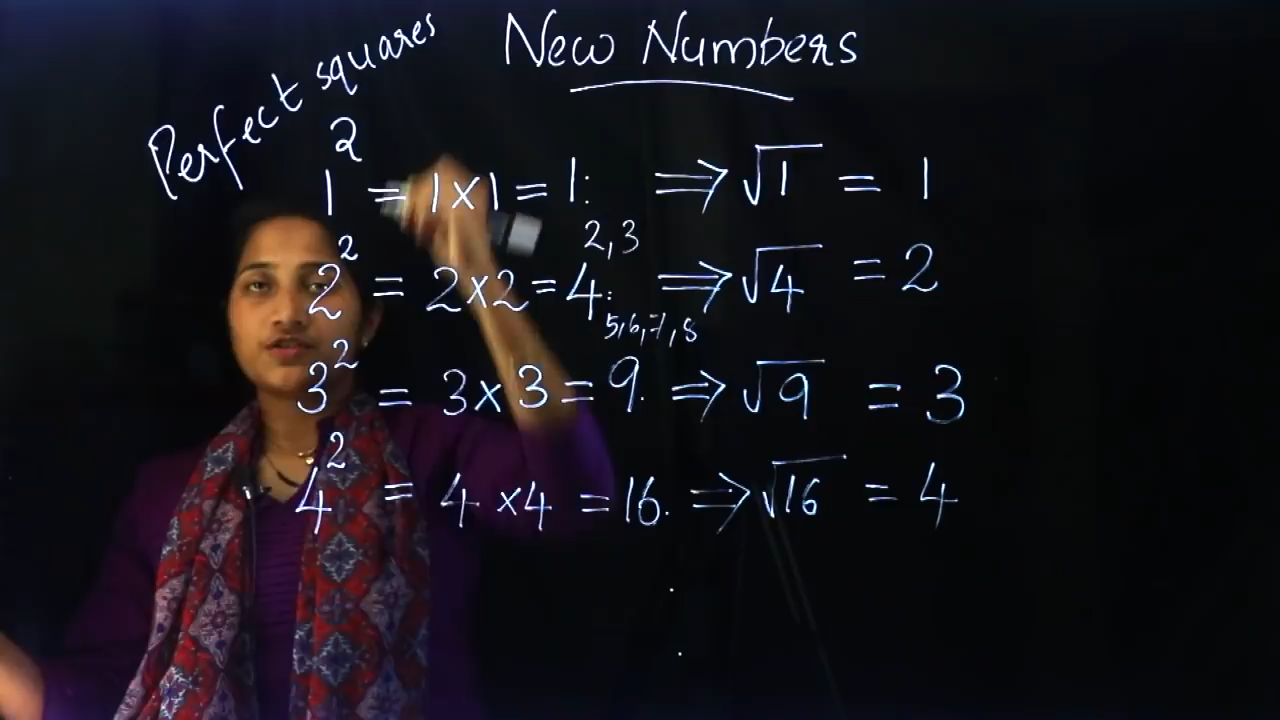 New Numbers
Perfect squares
1² = 1×1 = 1. ⇒ √1 = 1
2,3
2² = 2×2 = 4. ⇒ √4 = 2
5,6,7,8
3² = 3×3 = 9. ⇒ √9 = 3
4² = 4×4 = 16. ⇒ √16 = 4